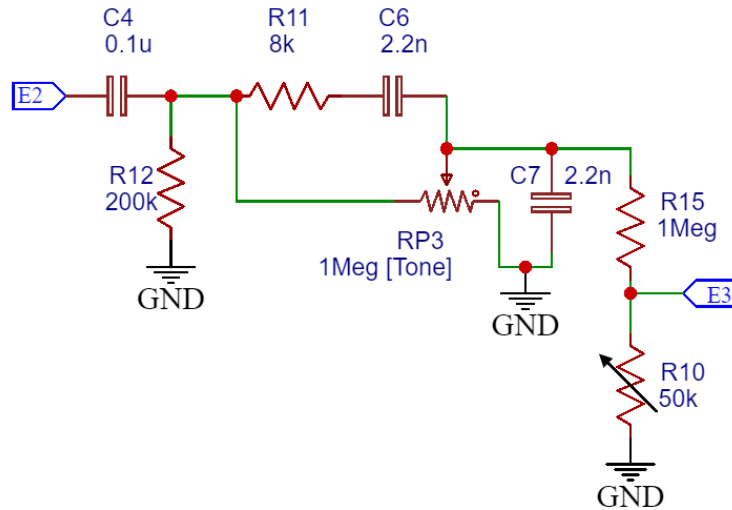 C4
0.1u
R11
8k
C6
2.2n
E2
R12
200k
GND
RP3
1Meg [Tone]
C7
2.2n
GND
R15
1Meg
E3
R10
50k
GND